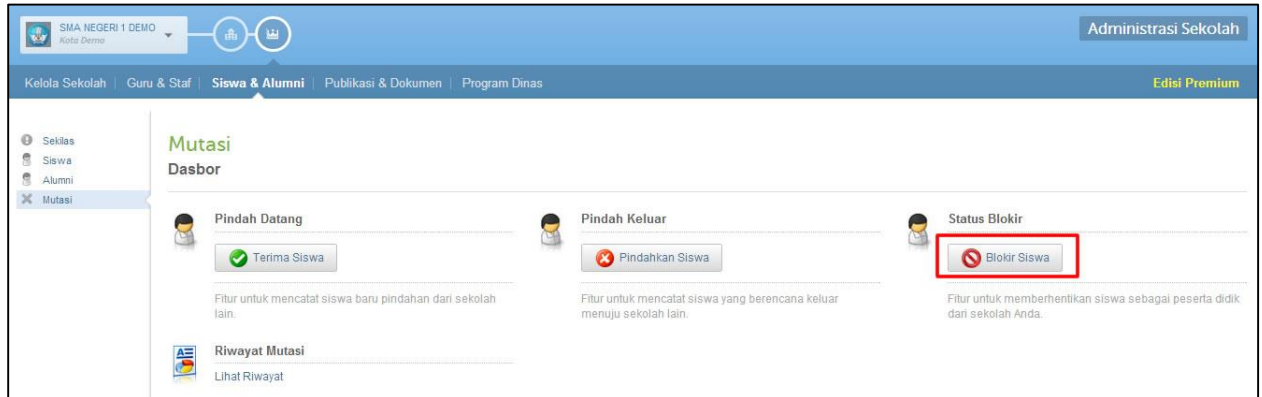 SMA NEGERI 1 DEMO
Kota Demo
Administrasi Sekolah
Kelola Sekolah | Guru & Staf | Siswa & Alumni | Publikasi & Dokumen | Program Dinas
Edisi Premium
Sekilas
Siswa
Alumni
Mutasi
Mutasi
Dasbor
Pindah Datang
Terima Siswa
Fitur untuk mencatat siswa baru pindahan dari sekolah
lain.
Pindah Keluar
Pindahkan Siswa
Fitur untuk mencatat siswa yang berencana keluar
menuju sekolah lain.
Status Blokir
Blokir Siswa
Fitur untuk memberhentikan siswa sebagai peserta didik
dari sekolah Anda.
Riwayat Mutasi
Lihat Riwayat